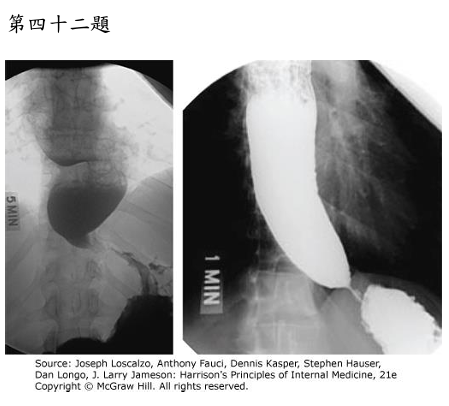 第四十二題
5 MIN
1 MIN
Source: Joseph Loscalzo, Anthony Fauci, Dennis Kasper, Stephen Hauser,
Dan Longo, J. Larry Jameson: Harrison's Principles of Internal Medicine, 21e
Copyright © McGraw Hill. All rights reserved.